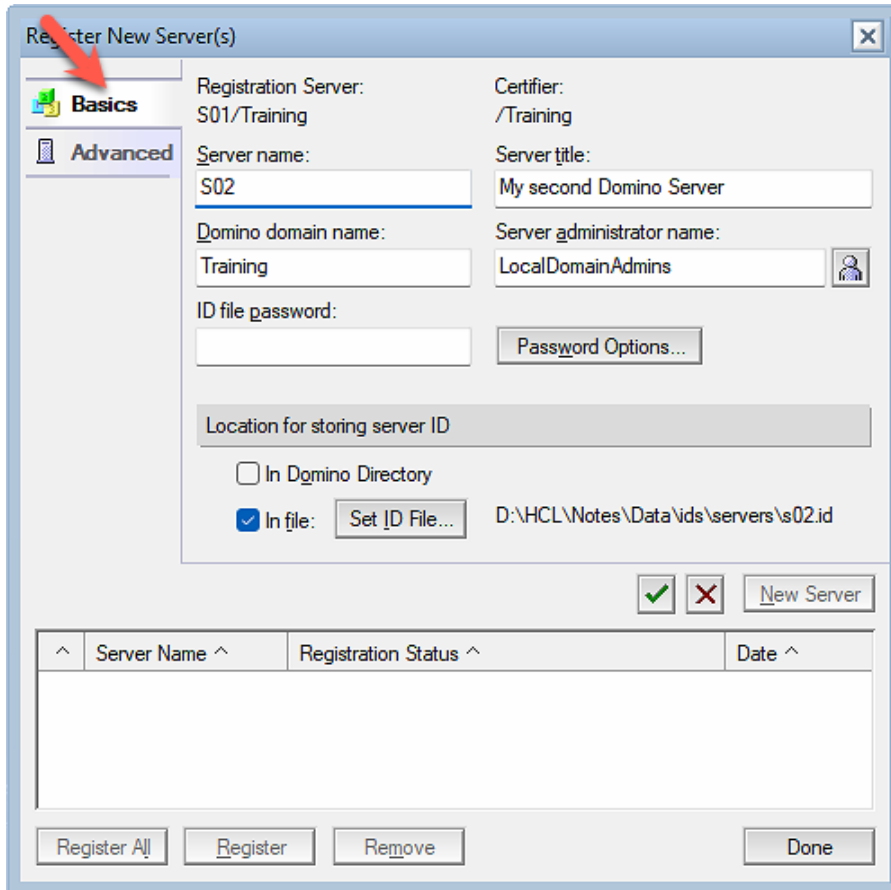 Register New Server(s)
Basics
Advanced
Registration Server:
S01/Training
Certifier:
/Training
Server name:
S02
Server title:
My second Domino Server
Domino domain name:
Training
Server administrator name:
LocalDomainAdmins
ID file password:
Password Options...
Location for storing server ID
In Domino Directory
In file:
Set ID File...
D:\HCL\Notes\Data\ids\servers\s02.id
New Server
Server Name
Registration Status
Date
Register All
Register
Remove
Done